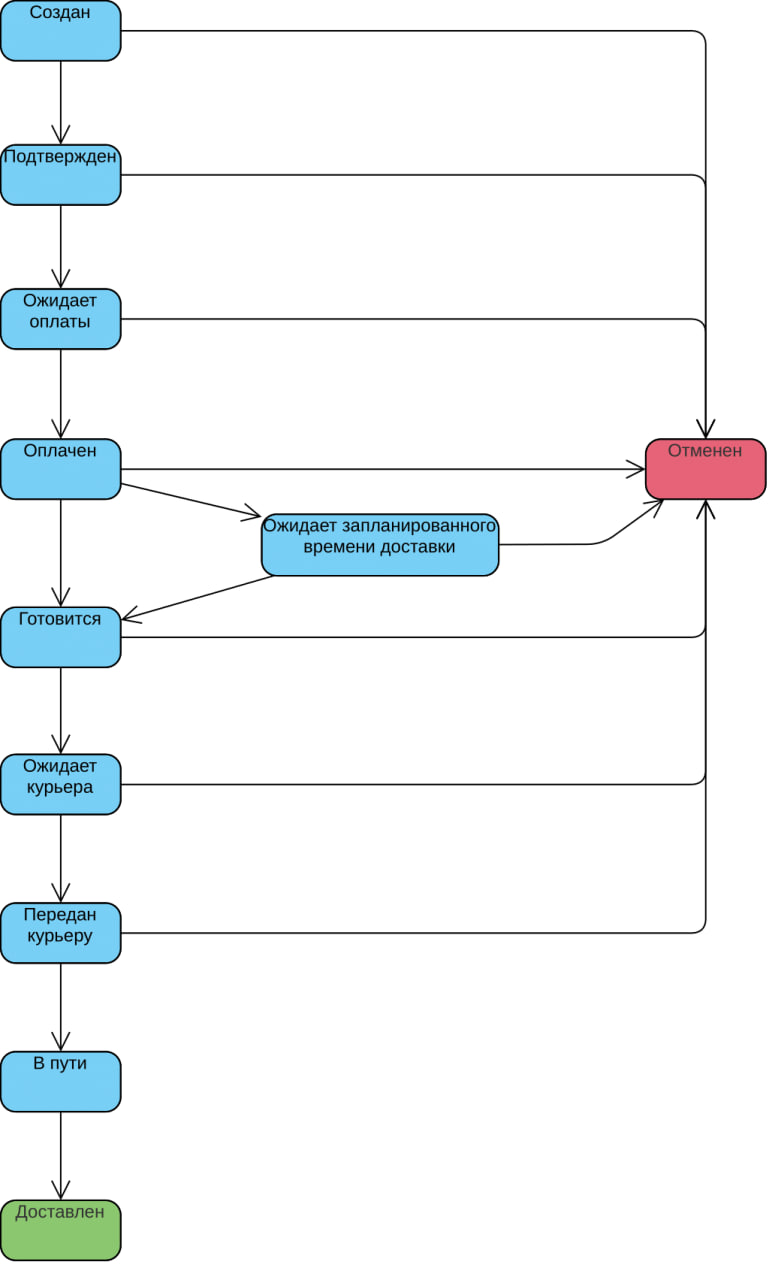 Создан
Подтвержден
Ожидает
оплаты
Оплачен
Отменен
Ожидает запланированного
времени доставки
Готовится
Ожидает
курьера
Передан
курьеру
В пути
Доставлен